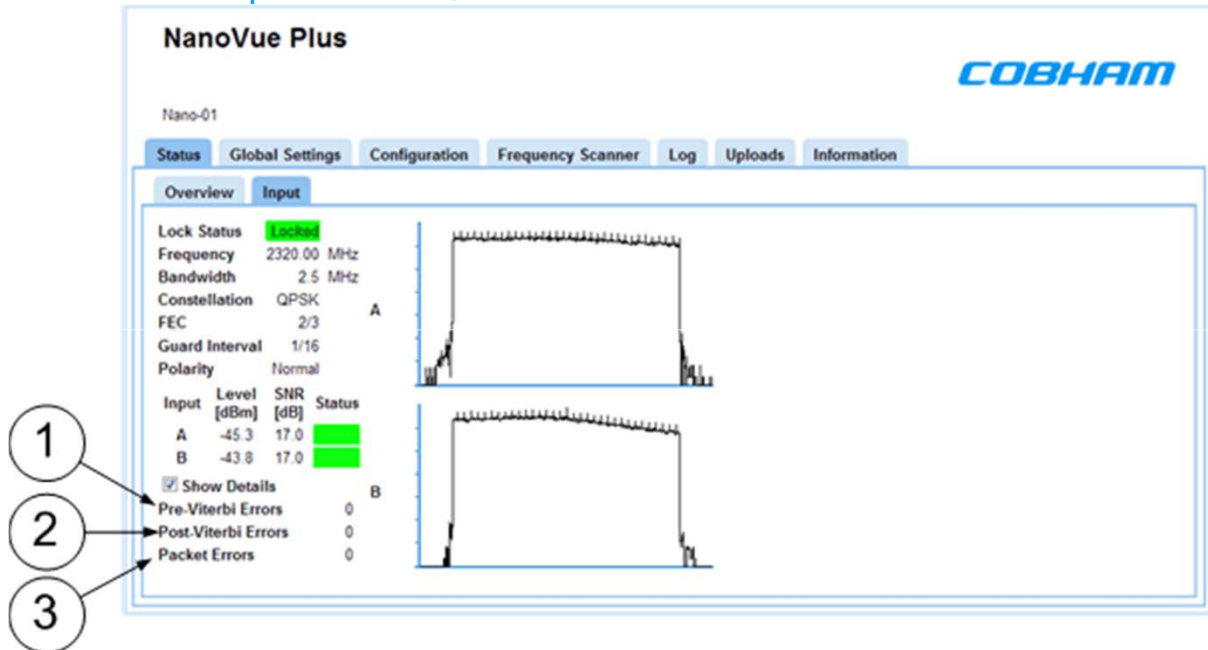 NanoVue Plus
COBHAM
Nano-01
Status Global Settings Configuration Frequency Scanner Log Uploads Information
Overview Input
Lock Status Locked
Frequency 2320.00 MHz
Bandwidth 2.5 MHz
Constellation QPSK
FEC 2/3
Guard Interval 1/16
Polarity Normal
Input Level [dBm] SNR [dB] Status
A -45.3 17.0
B -43.8 17.0
Show Details
Pre-Viterbi Errors 0
Post-Viterbi Errors 0
Packet Errors 0
A
B
1
2
3